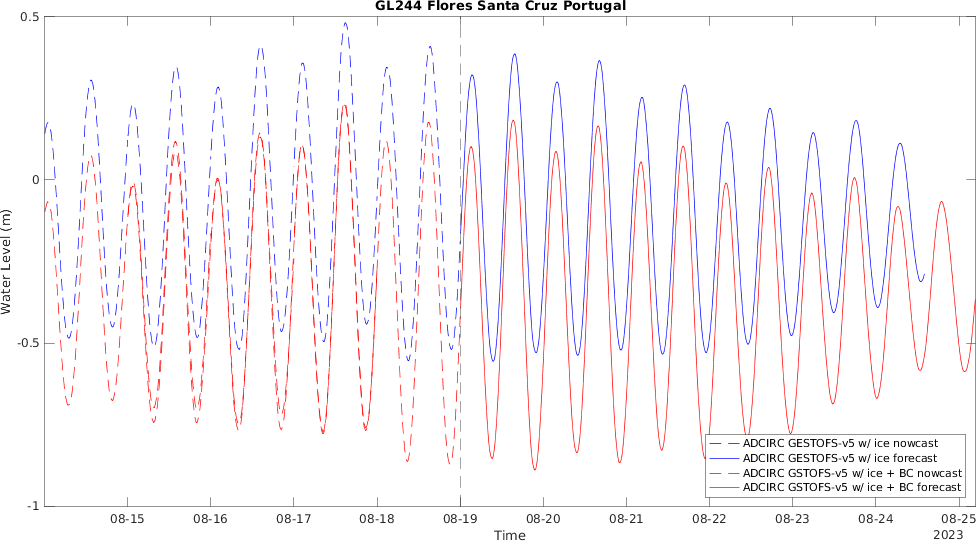 GL244 Flores Santa Cruz Portugal
0.5
0
-0.5
-1
Water Level (m)
08-15 08-16 08-17 08-18 08-19 08-20 08-21 08-22 08-23 08-24 08-25
Time
2023
ADCIRC GESTOFS-v5 w/ ice nowcast
ADCIRC GESTOFS-v5 w/ ice forecast
ADCIRC GSTOFS-v5 w/ ice + BC nowcast
ADCIRC GSTOFS-v5 w/ ice + BC forecast